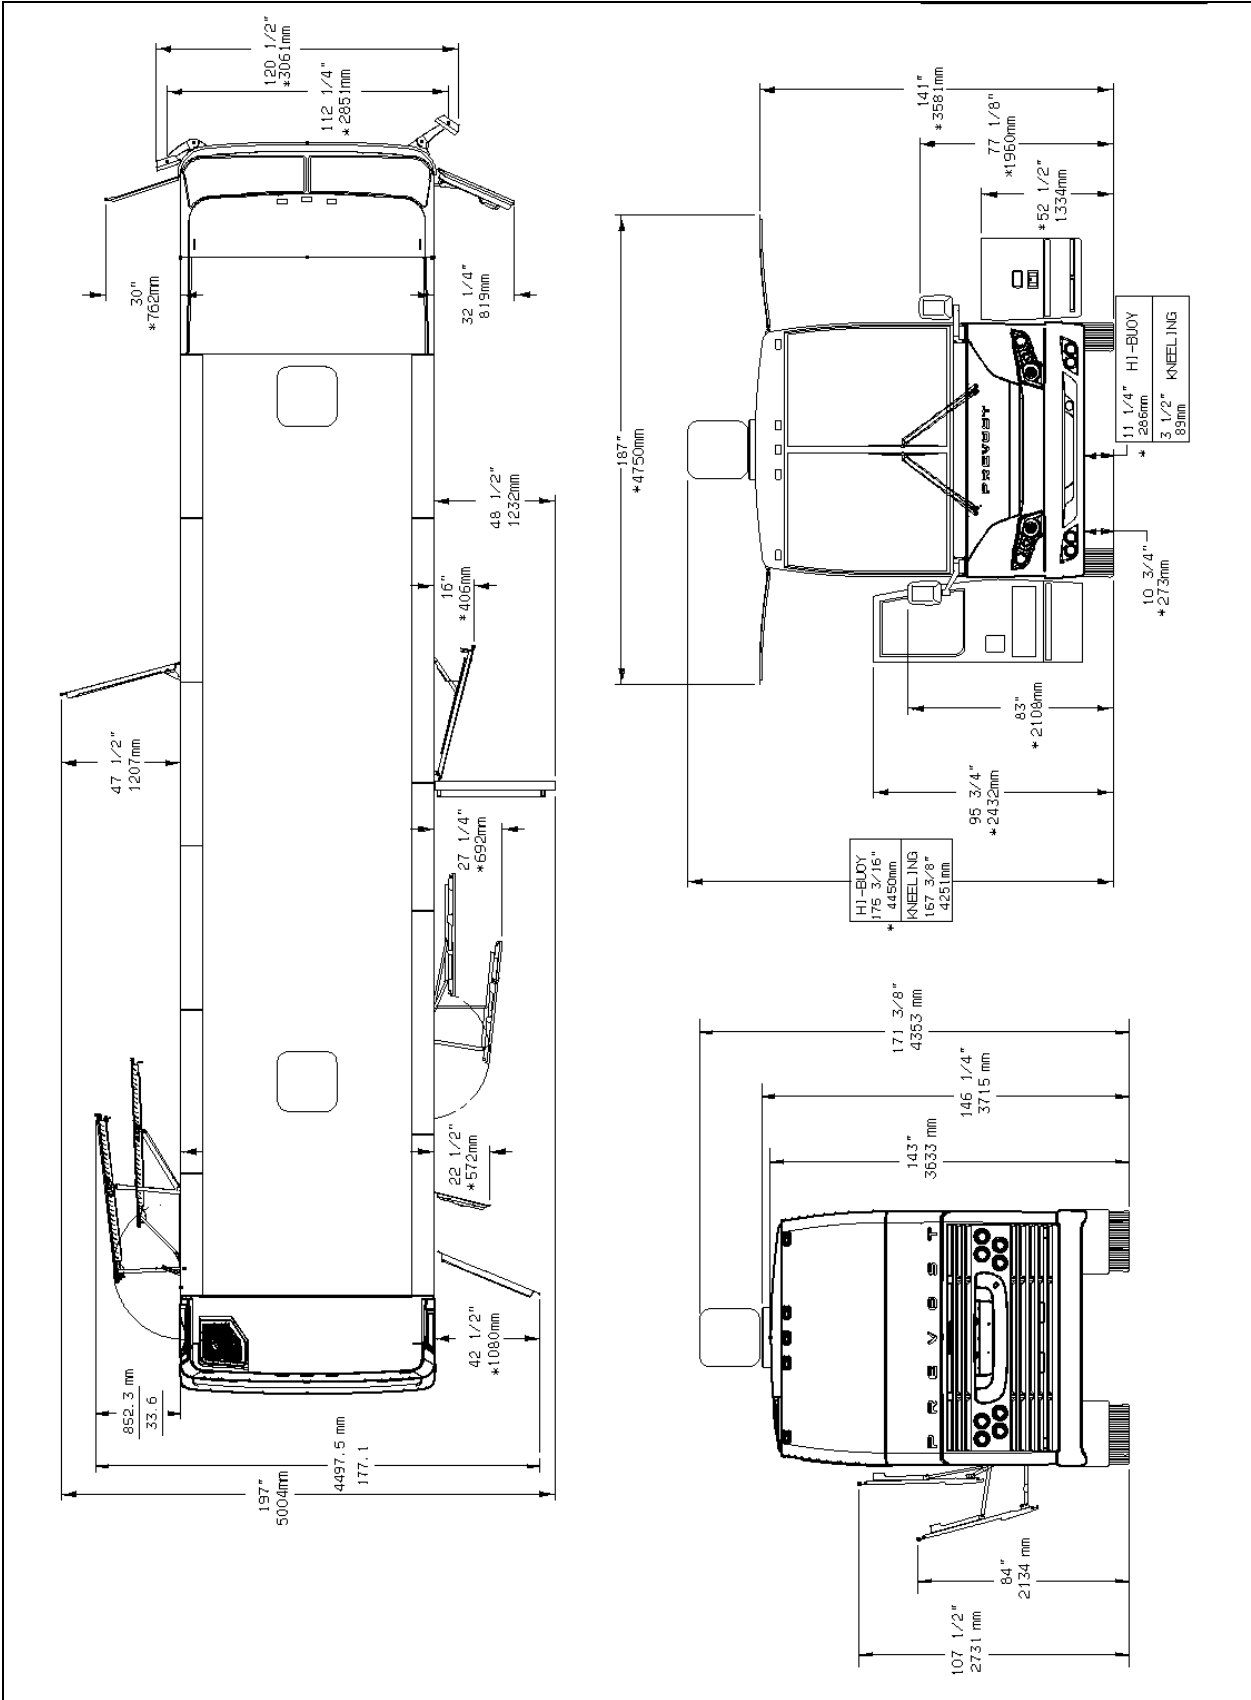 120 1/2"
*3061mm
112 1/4"
*2851mm
30"
*762mm
32 1/4"
819mm
48 1/2"
1232mm
16"
*406mm
47 1/2"
1207mm
27 1/4"
*692mm
22 1/2"
*572mm
42 1/2"
*1080mm
852.3 mm
33.6
4497.5 mm
177.1
197"
5004mm
141"
*3581mm
77 1/8"
*1960mm
*52 1/2"
1334mm
187"
*4750mm
PREVOST
* 11 1/4" HI-BUOY
286mm
3 1/2" KNEELING
89mm
10 3/4"
*273mm
83"
*2108mm
95 3/4"
*2432mm
HI-BUOY
175 3/16"
* 4450mm
KNEELING
167 3/8"
4251mm
171 3/8"
4353 mm
146 1/4"
3715 mm
143"
3633 mm
PREVOST
84"
2134 mm
107 1/2"
2731 mm